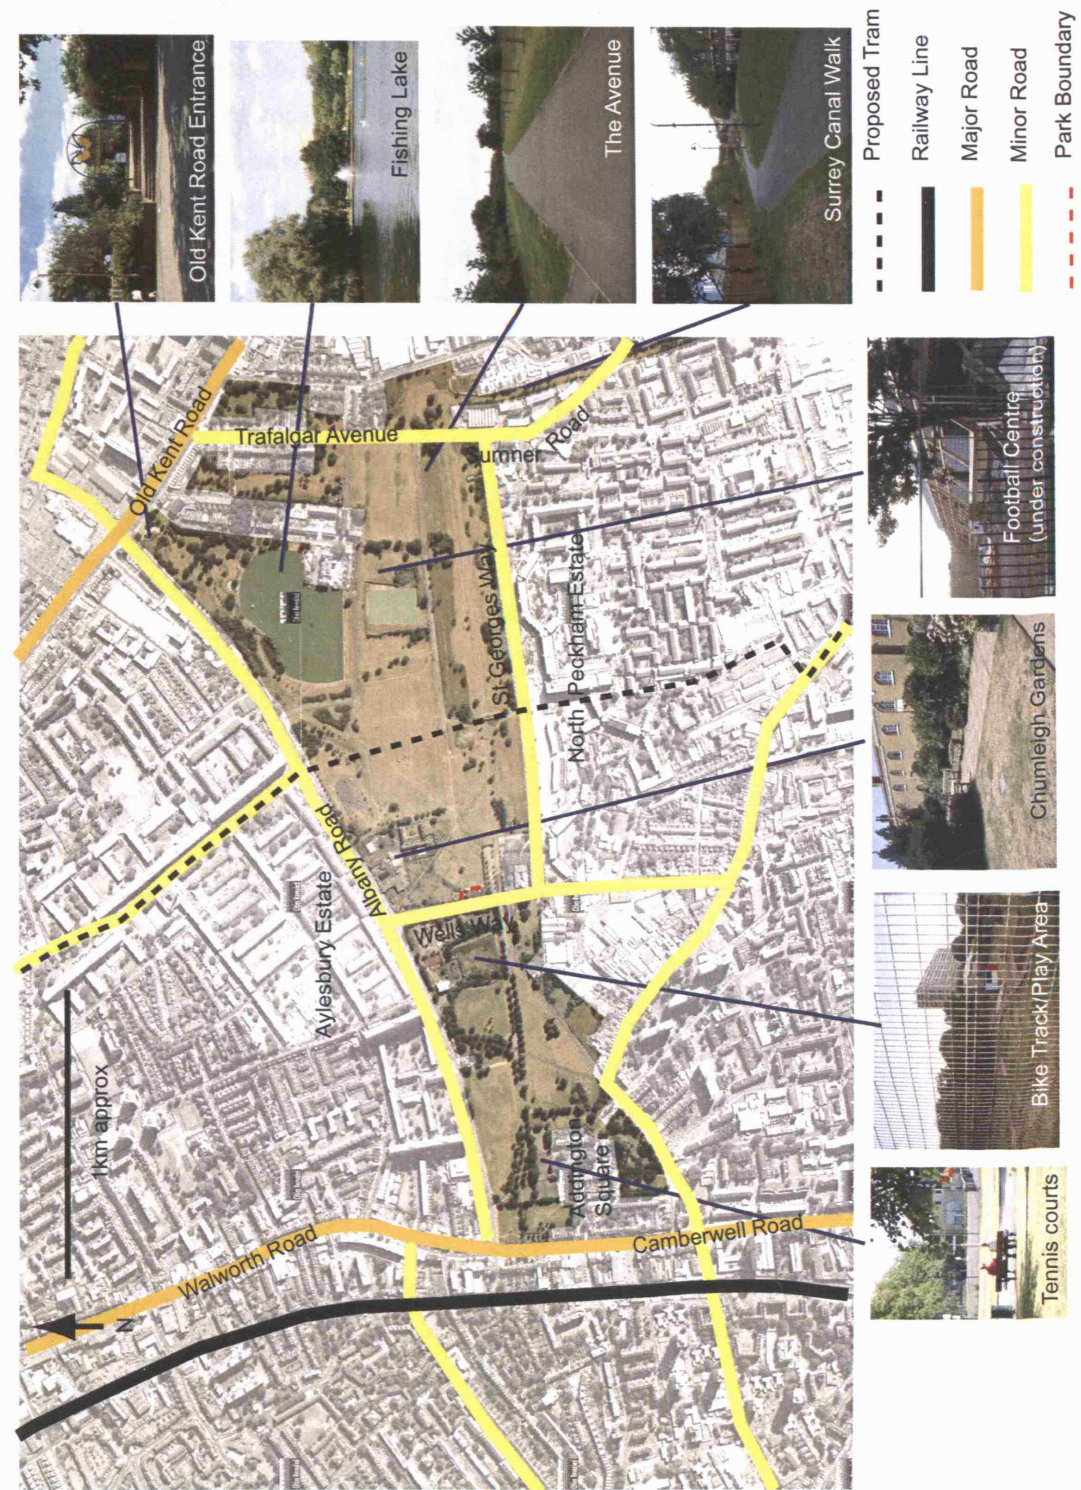 Old Kent Road Entrance
Fishing Lake
The Avenue
Surrey Canal Walk
Proposed Tram
Railway Line
Major Road
Minor Road
Park Boundary
Football Centre
(under construction)
Chumleigh Gardens
Bike Track/Play Area
Tennis courts
1km approx
N
Walworth Road
Camberwell Road
Aylesbury Estate
Albany Road
Old Kent Road
Trafalgar Avenue
Sumner Road
St Georges Way
North Peckham Estate
Wells Way
Addington
Square